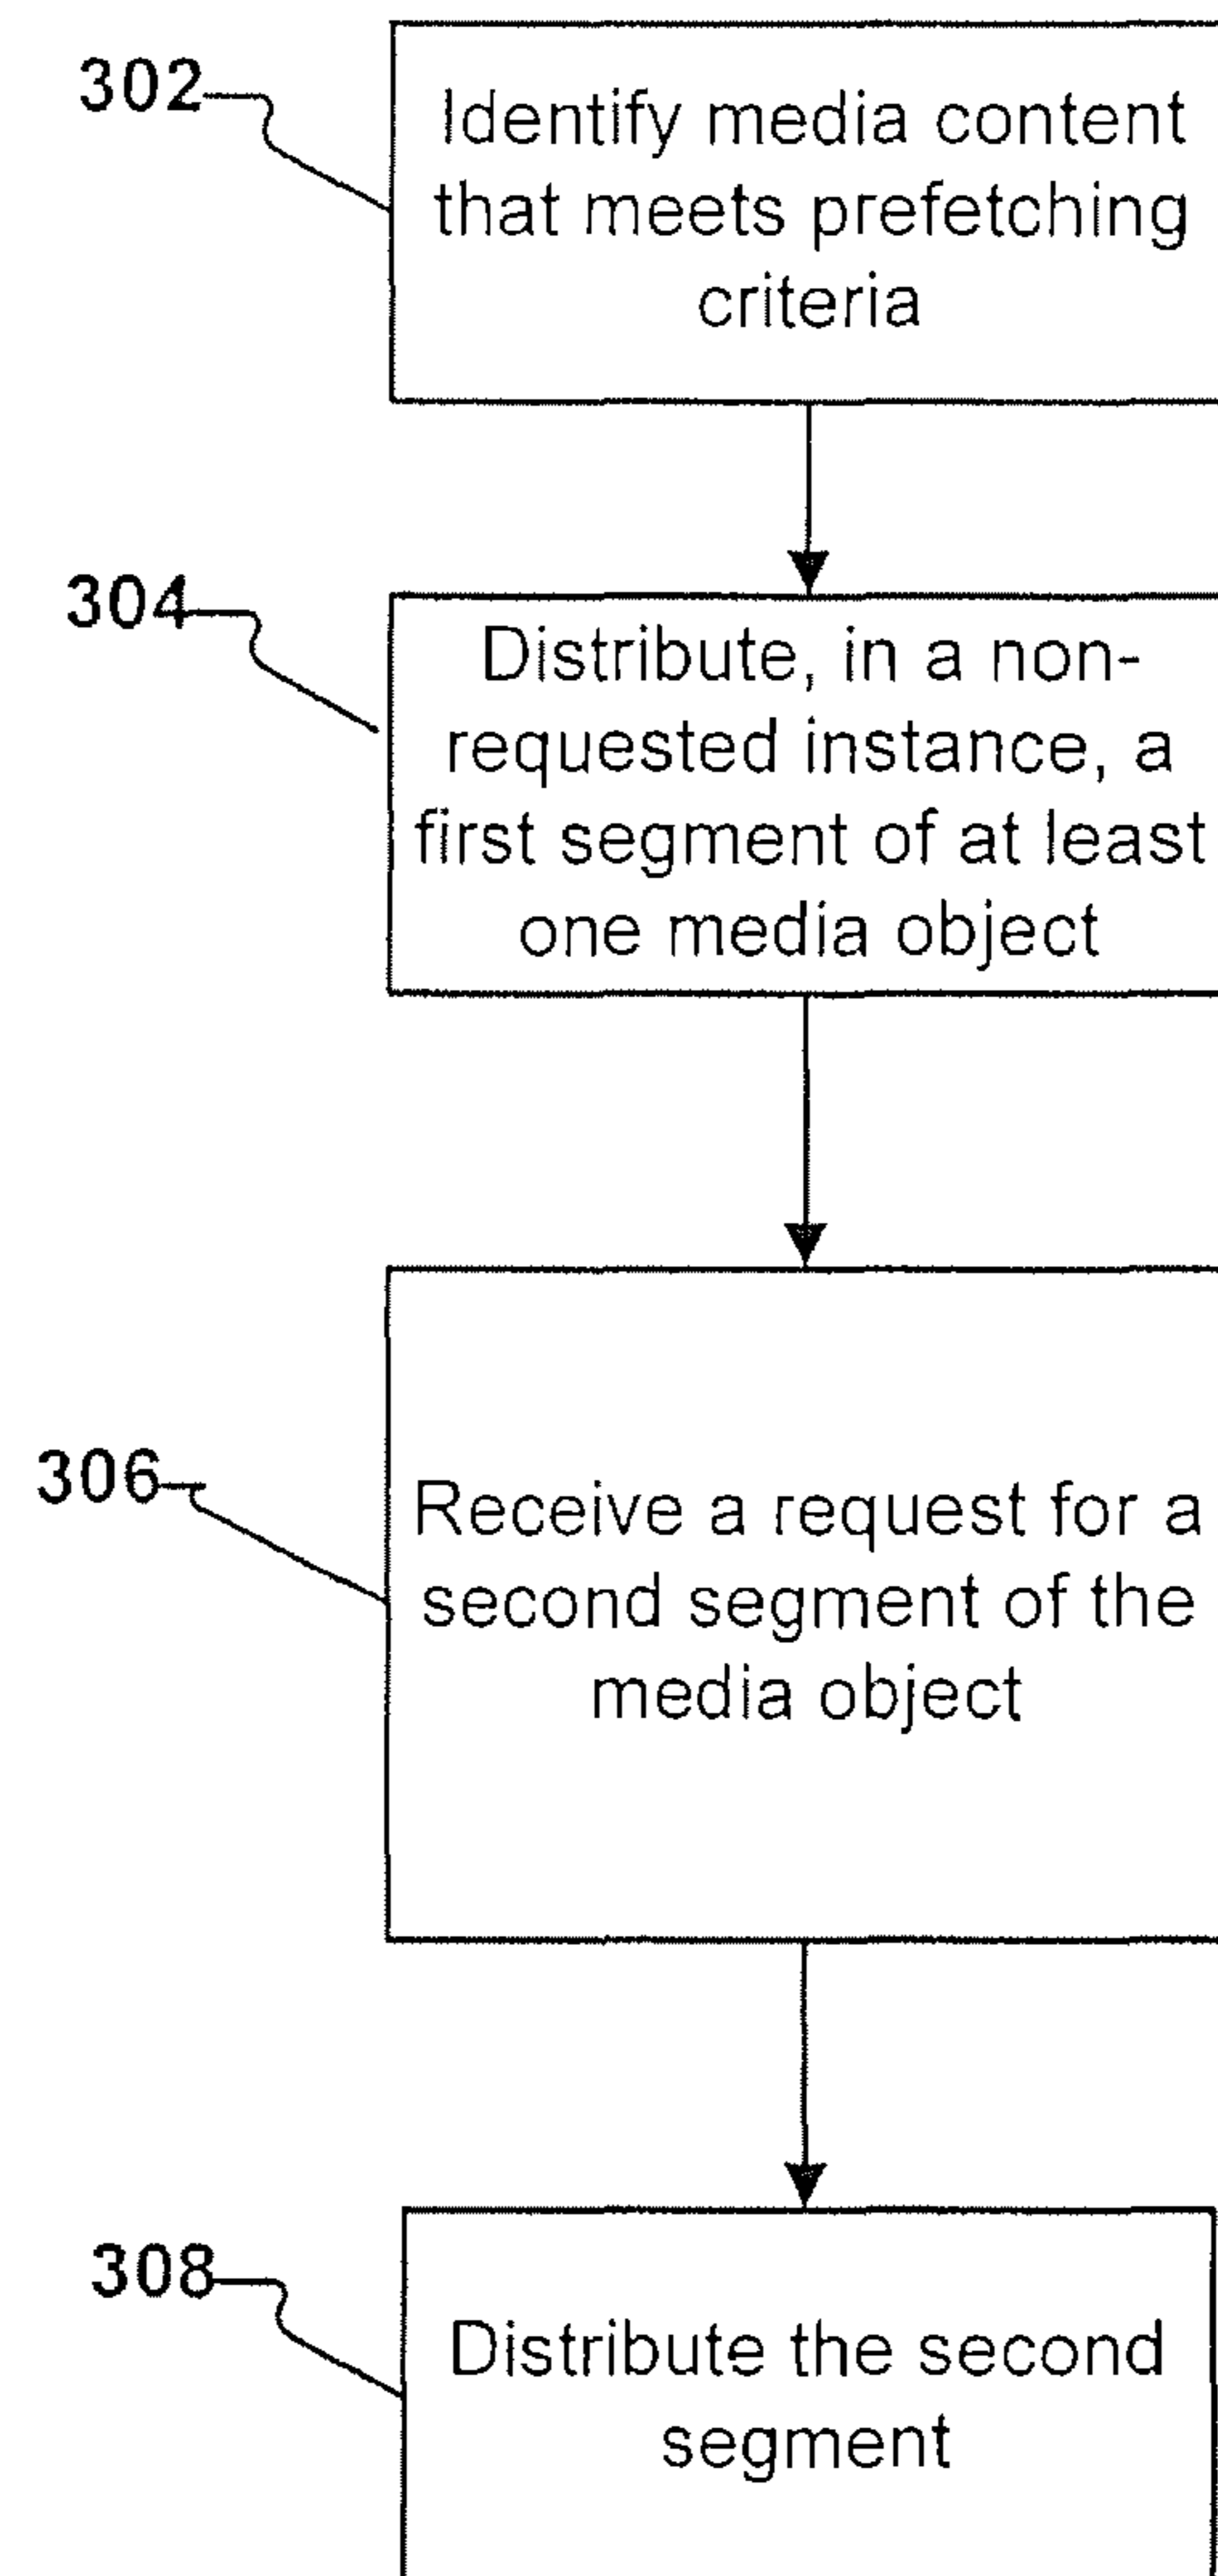 302
Identify media content
that meets prefetching
criteria
304
Distribute, in a non-
requested instance, a
first segment of at least
one media object
306
Receive a request for a
second segment of the
media object
308
Distribute the second
segment